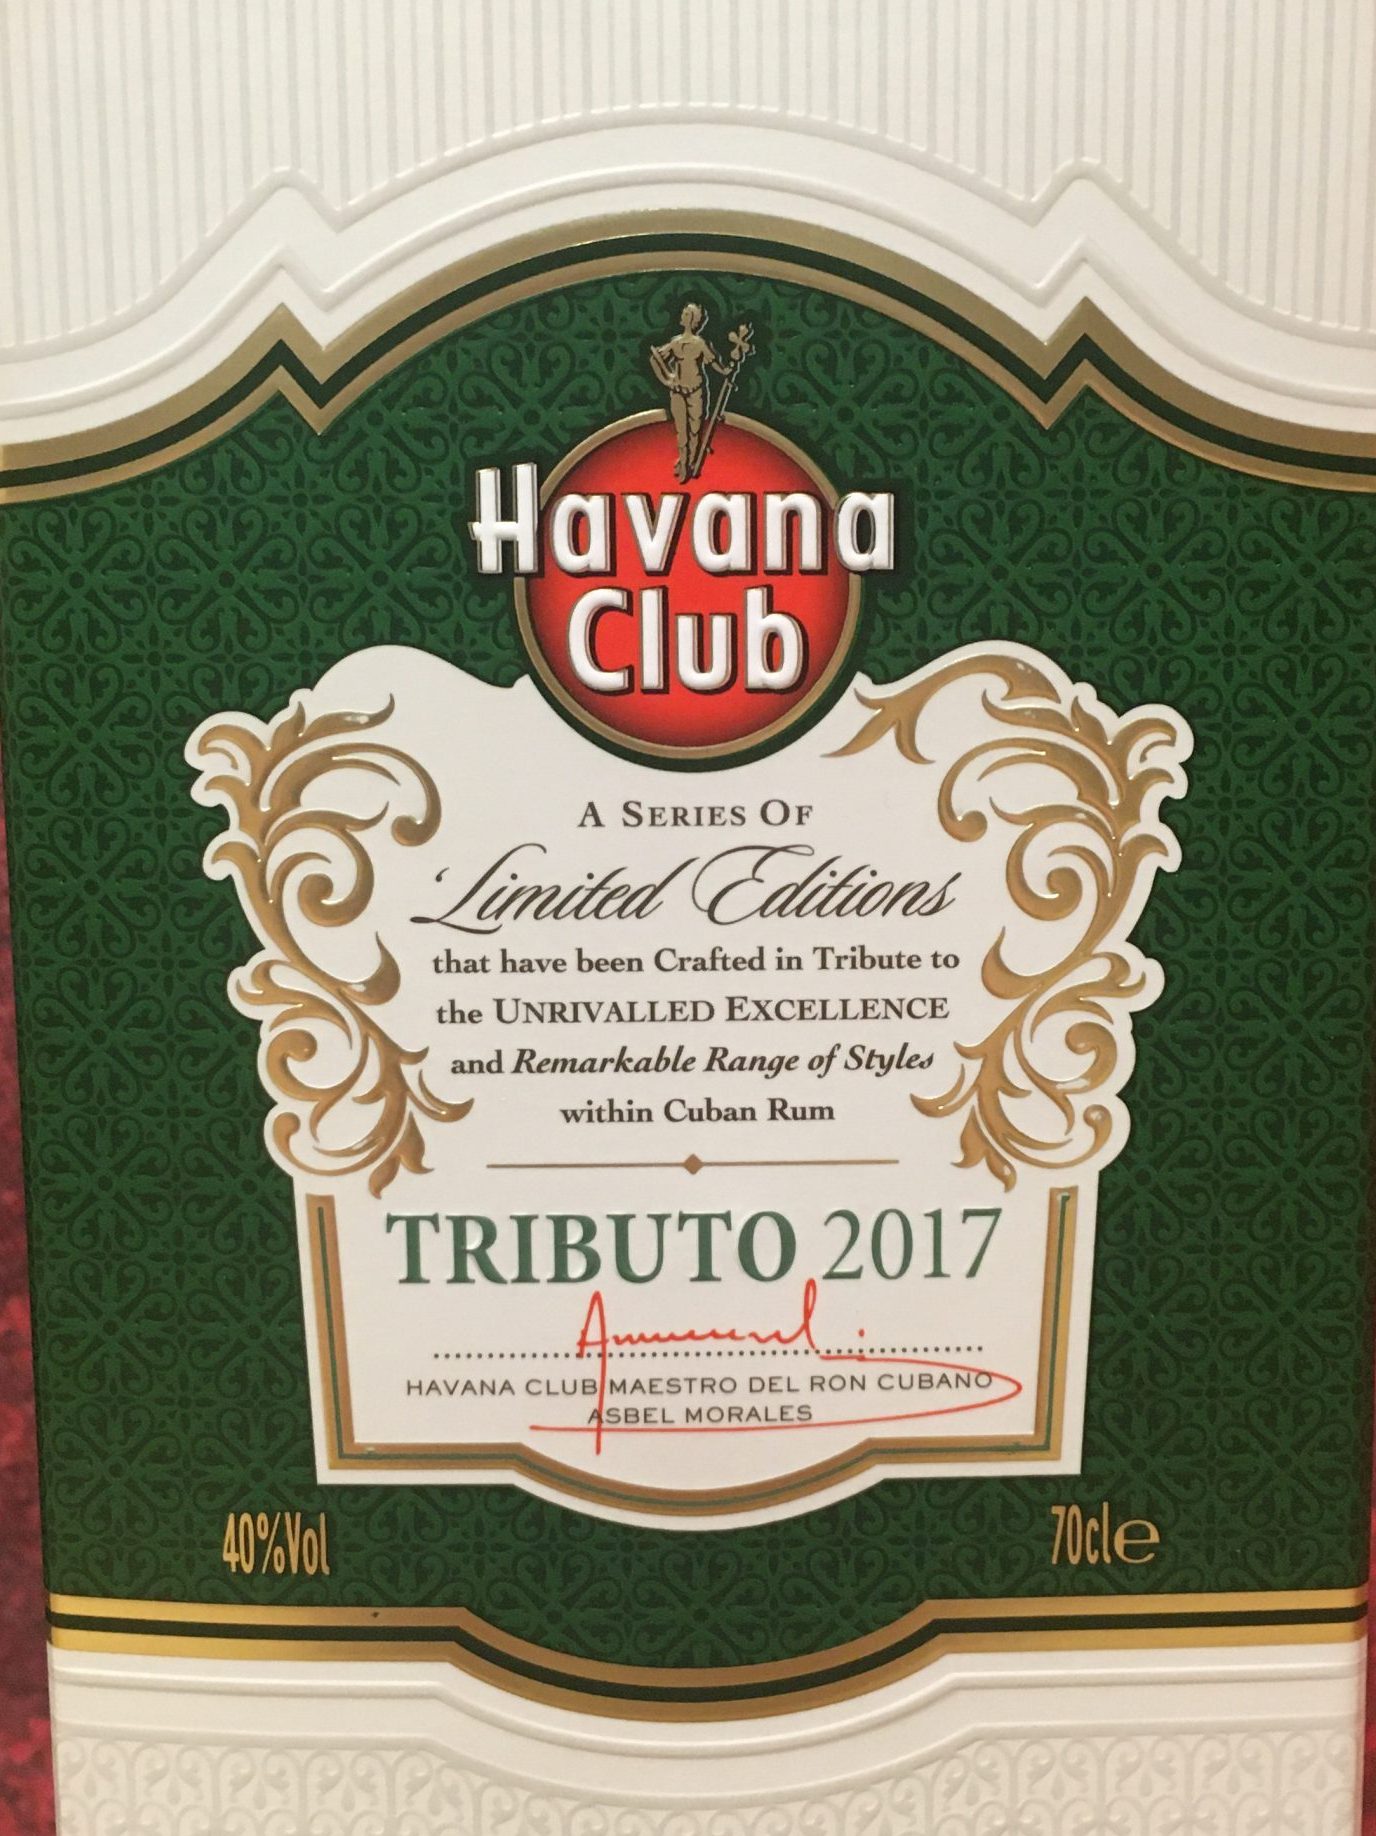 Havana
Club
A SERIES OF
'Limited Editions
that have been Crafted in Tribute to
the UNRIVALLED EXCELLENCE
and Remarkable Range of Styles
within Cuban Rum
TRIBUTO 2017
HAVANA CLUB MAESTRO DEL RON CUBANO
ASBEL MORALES
40%Vol
70cl e